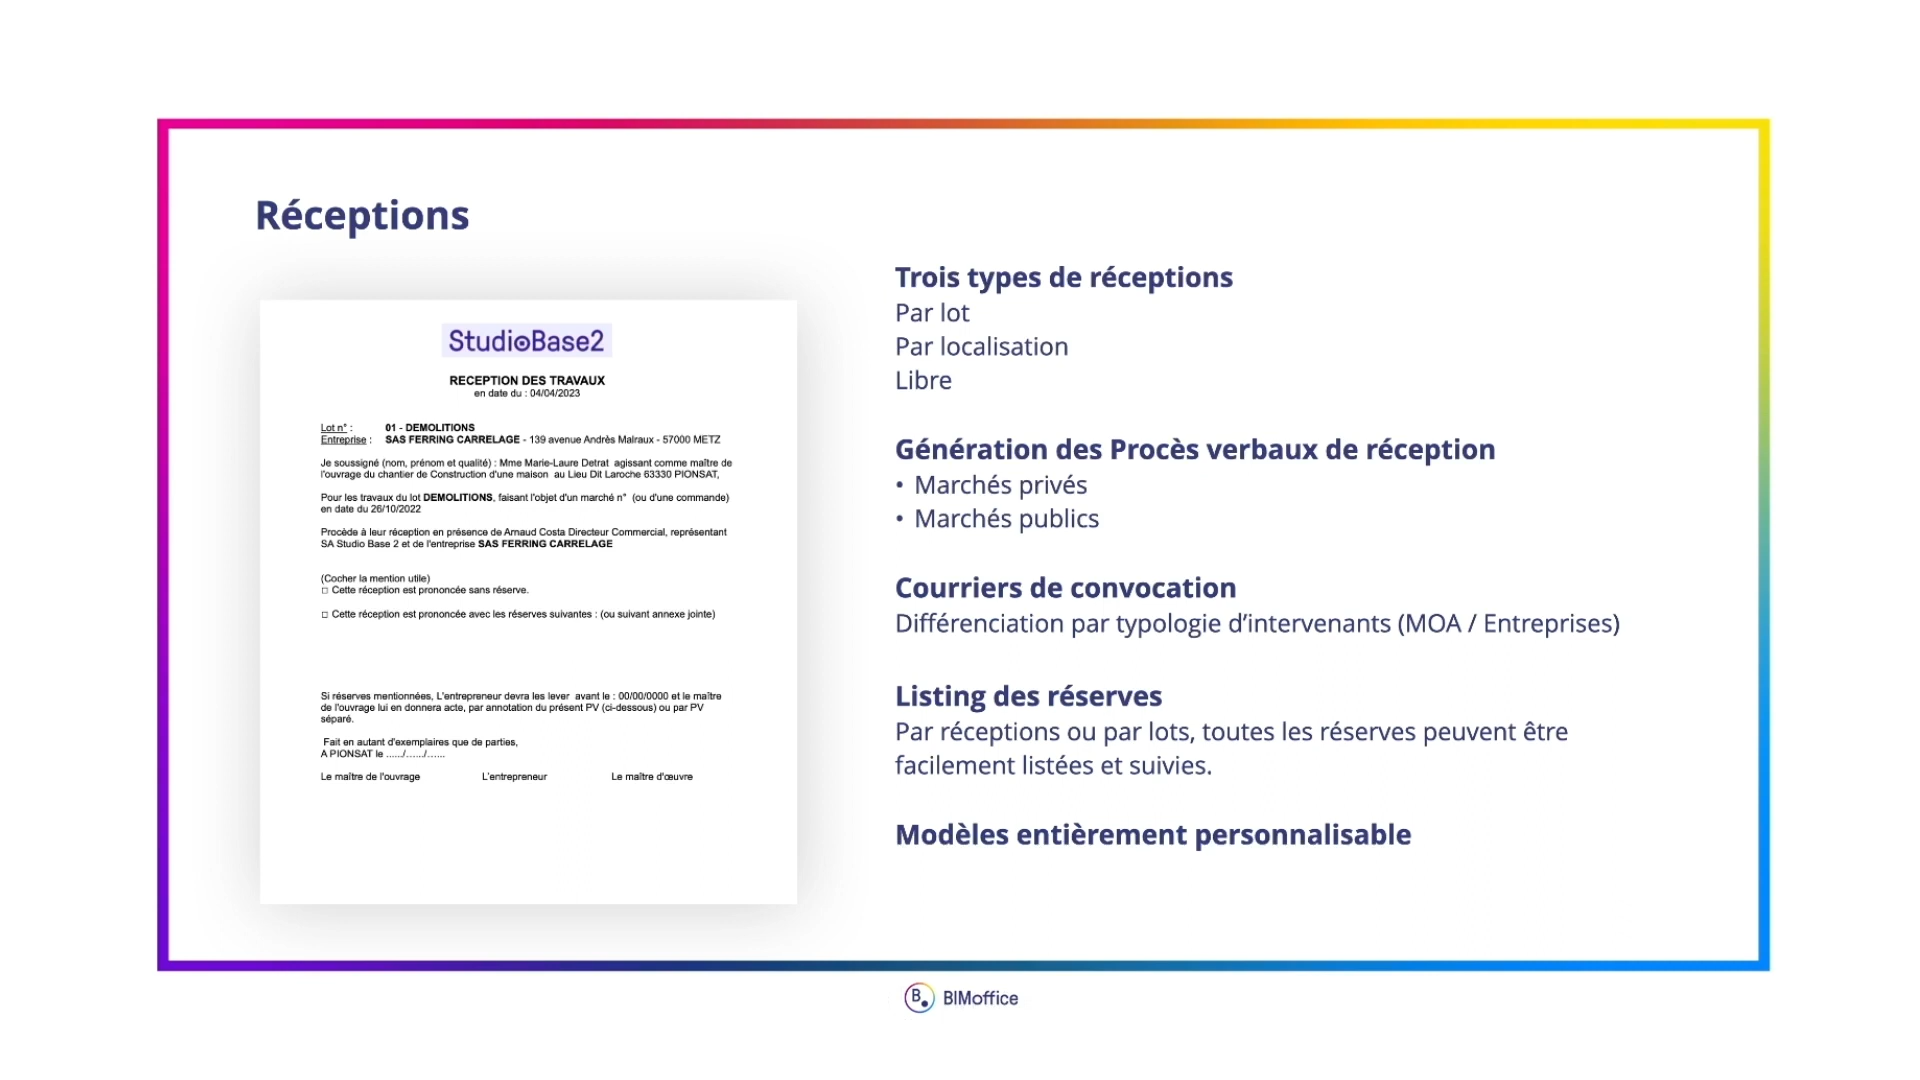 Réceptions
StudioBase2
RECEPTION DES TRAVAUX
en date du : 04/04/2023
Lot n° : 01 - DEMOLITIONS
Entreprise : SAS FERRING CARRELAGE - 139 avenue Andrès Malraux - 57000 METZ
Je soussigné (nom, prénom et qualité) : Mme Marie-Laure Detrat agissant comme maître de
l'ouvrage du chantier de Construction d'une maison au Lieu Dit Laroche 63330 PIONSAT,
Pour les travaux du lot DEMOLITIONS, faisant l'objet d'un marché n° (ou d'une commande)
en date du 26/10/2022
Procède à leur réception en présence de Arnaud Costa Directeur Commercial, représentant
SA Studio Base 2 et de l'entreprise SAS FERRING CARRELAGE
(Cocher la mention utile)
□ Cette réception est prononcée sans réserve.
□ Cette réception est prononcée avec les réserves suivantes : (ou suivant annexe jointe)
Si réserves mentionnées, L'entrepreneur devra les lever avant le : 00/00/0000 et le maître
de l'ouvrage lui en donnera acte, par annotation du présent PV (ci-dessous) ou par PV
séparé.
Fait en autant d'exemplaires que de parties,
A PIONSAT le ....../....../......
Le maître de l'ouvrage L'entrepreneur Le maître d'œuvre
Trois types de réceptions
Par lot
Par localisation
Libre
Génération des Procès verbaux de réception
• Marchés privés
• Marchés publics
Courriers de convocation
Différenciation par typologie d’intervenants (MOA / Entreprises)
Listing des réserves
Par réceptions ou par lots, toutes les réserves peuvent être
facilement listées et suivies.
Modèles entièrement personnalisable
B. BIMoffice